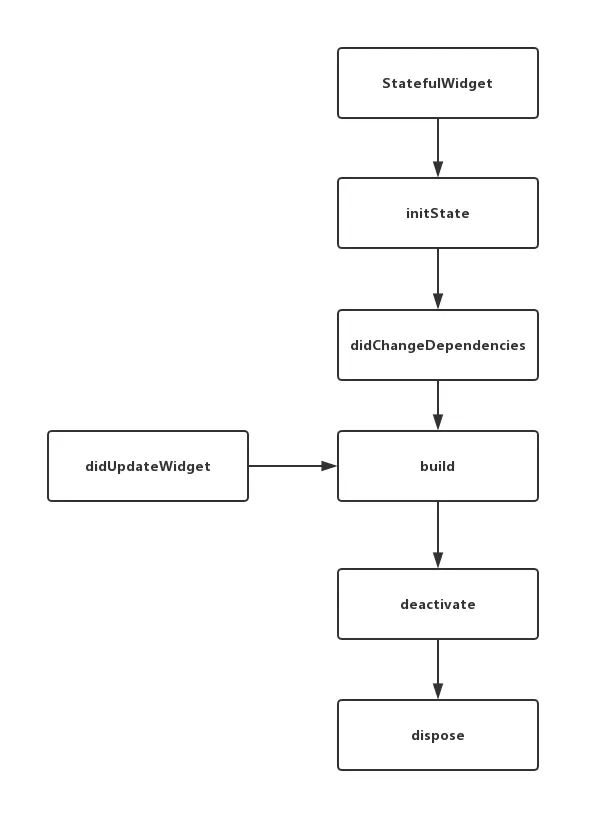 StatefulWidget
initState
didChangeDependencies
didUpdateWidget
build
deactivate
dispose